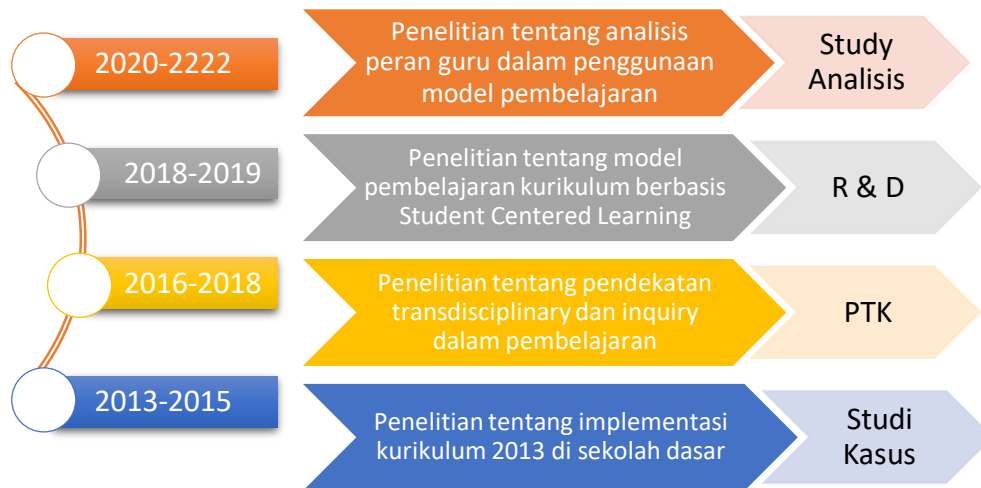 2020-2222
Penelitian tentang analisis
peran guru dalam penggunaan
model pembelajaran
Study
Analisis
2018-2019
Penelitian tentang model
pembelajaran kurikulum berbasis
Student Centered Learning
R & D
2016-2018
Penelitian tentang pendekatan
transdisciplinary dan inquiry
dalam pembelajaran
PTK
2013-2015
Penelitian tentang implementasi
kurikulum 2013 di sekolah dasar
Studi
Kasus